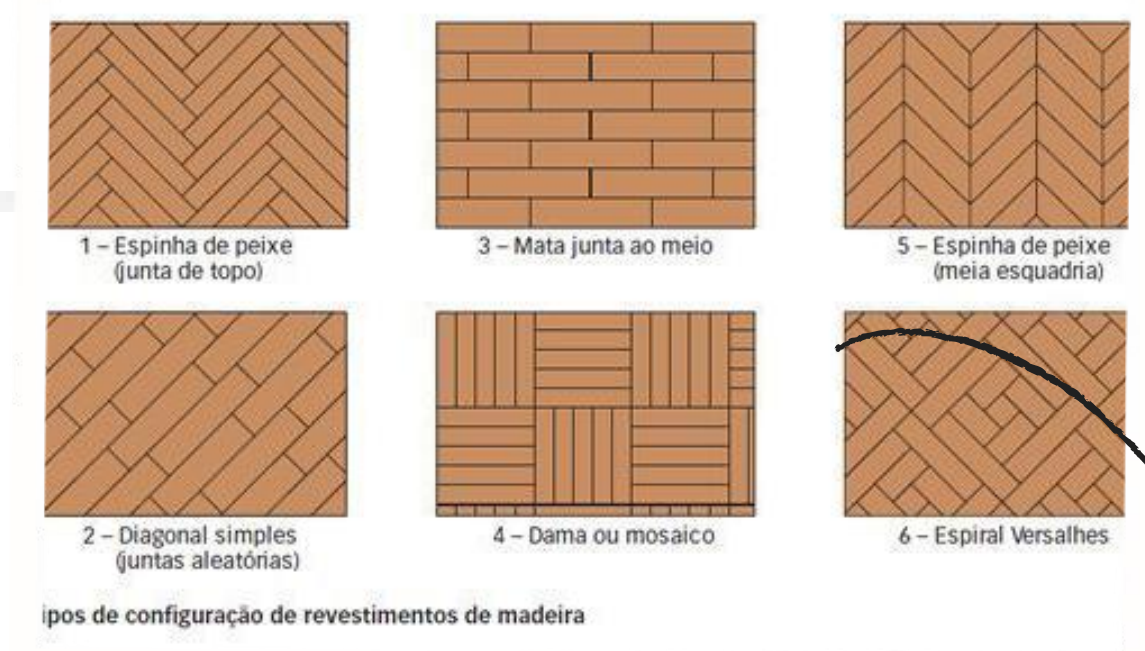 1 – Espinha de peixe
(junta de topo)
3 – Mata junta ao meio
5 – Espinha de peixe
(meia esquadria)
2 – Diagonal simples
(juntas aleatórias)
4 – Dama ou mosaico
6 – Espiral Versalhes
ipos de configuração de revestimentos de madeira